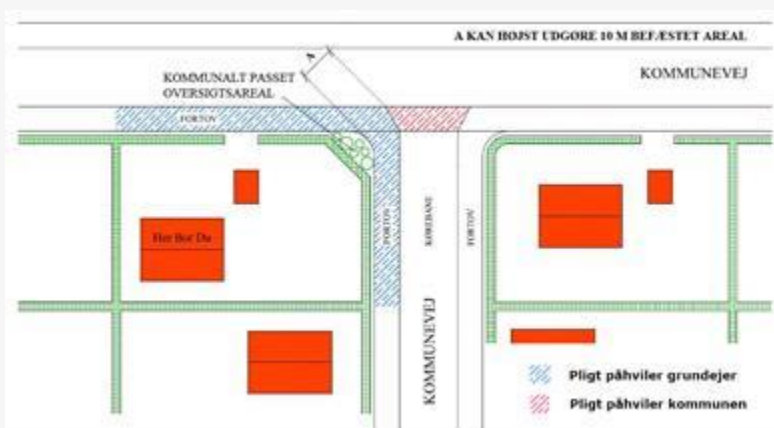 A KAN HØJST UDGØRE 10 M BEFÆSTET AREAL
KOMMUNEVEJ
A
KOMMUNALT PASSET
OVERSIGTSAREAL
FORTOV
Her Bor Du
FORTOV
KØREBANE
FORTOV
KOMMUNEVEJ
Pligt påhviler grundejer
Pligt påhviler kommunen